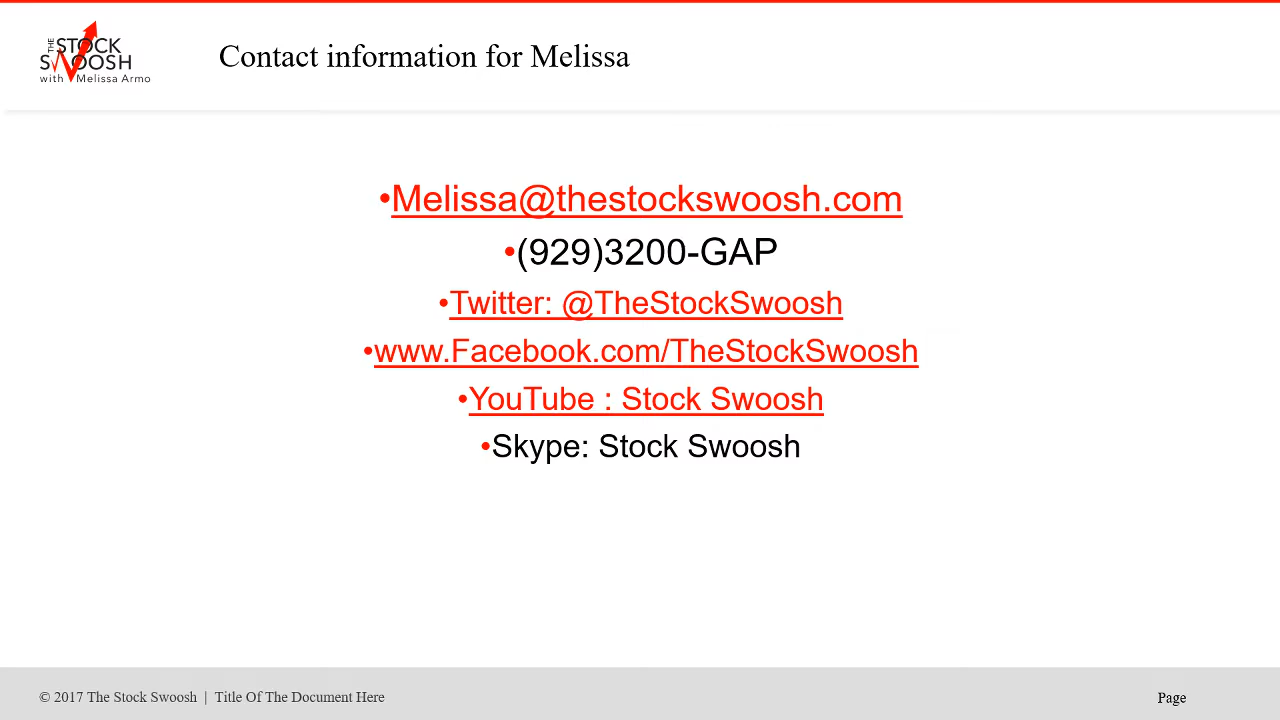 THE STOCK
SWOOSH
with Melissa Armo
Contact information for Melissa
•Melissa@thestockswoosh.com
•(929)3200-GAP
•Twitter: @TheStockSwoosh
•www.Facebook.com/TheStockSwoosh
•YouTube : Stock Swoosh
•Skype: Stock Swoosh
© 2017 The Stock Swoosh | Title Of The Document Here
Page